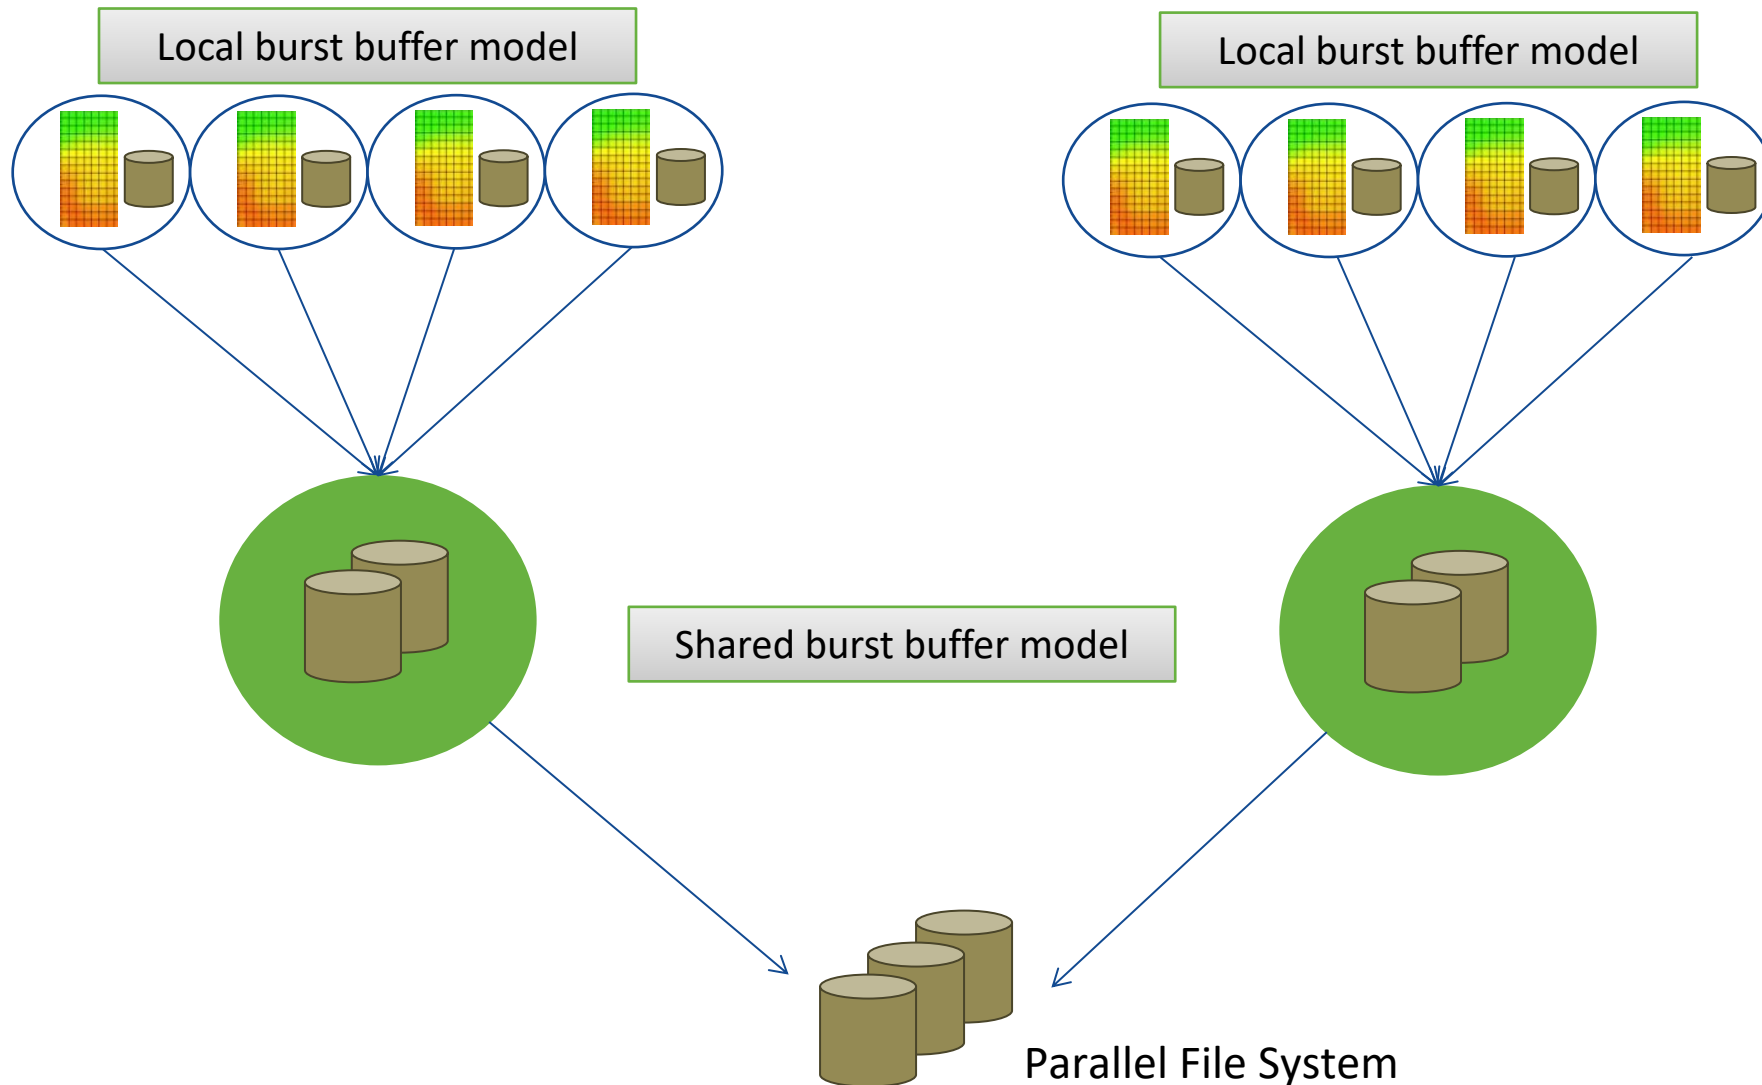 Local burst buffer model
Local burst buffer model
Shared burst buffer model
Parallel File System